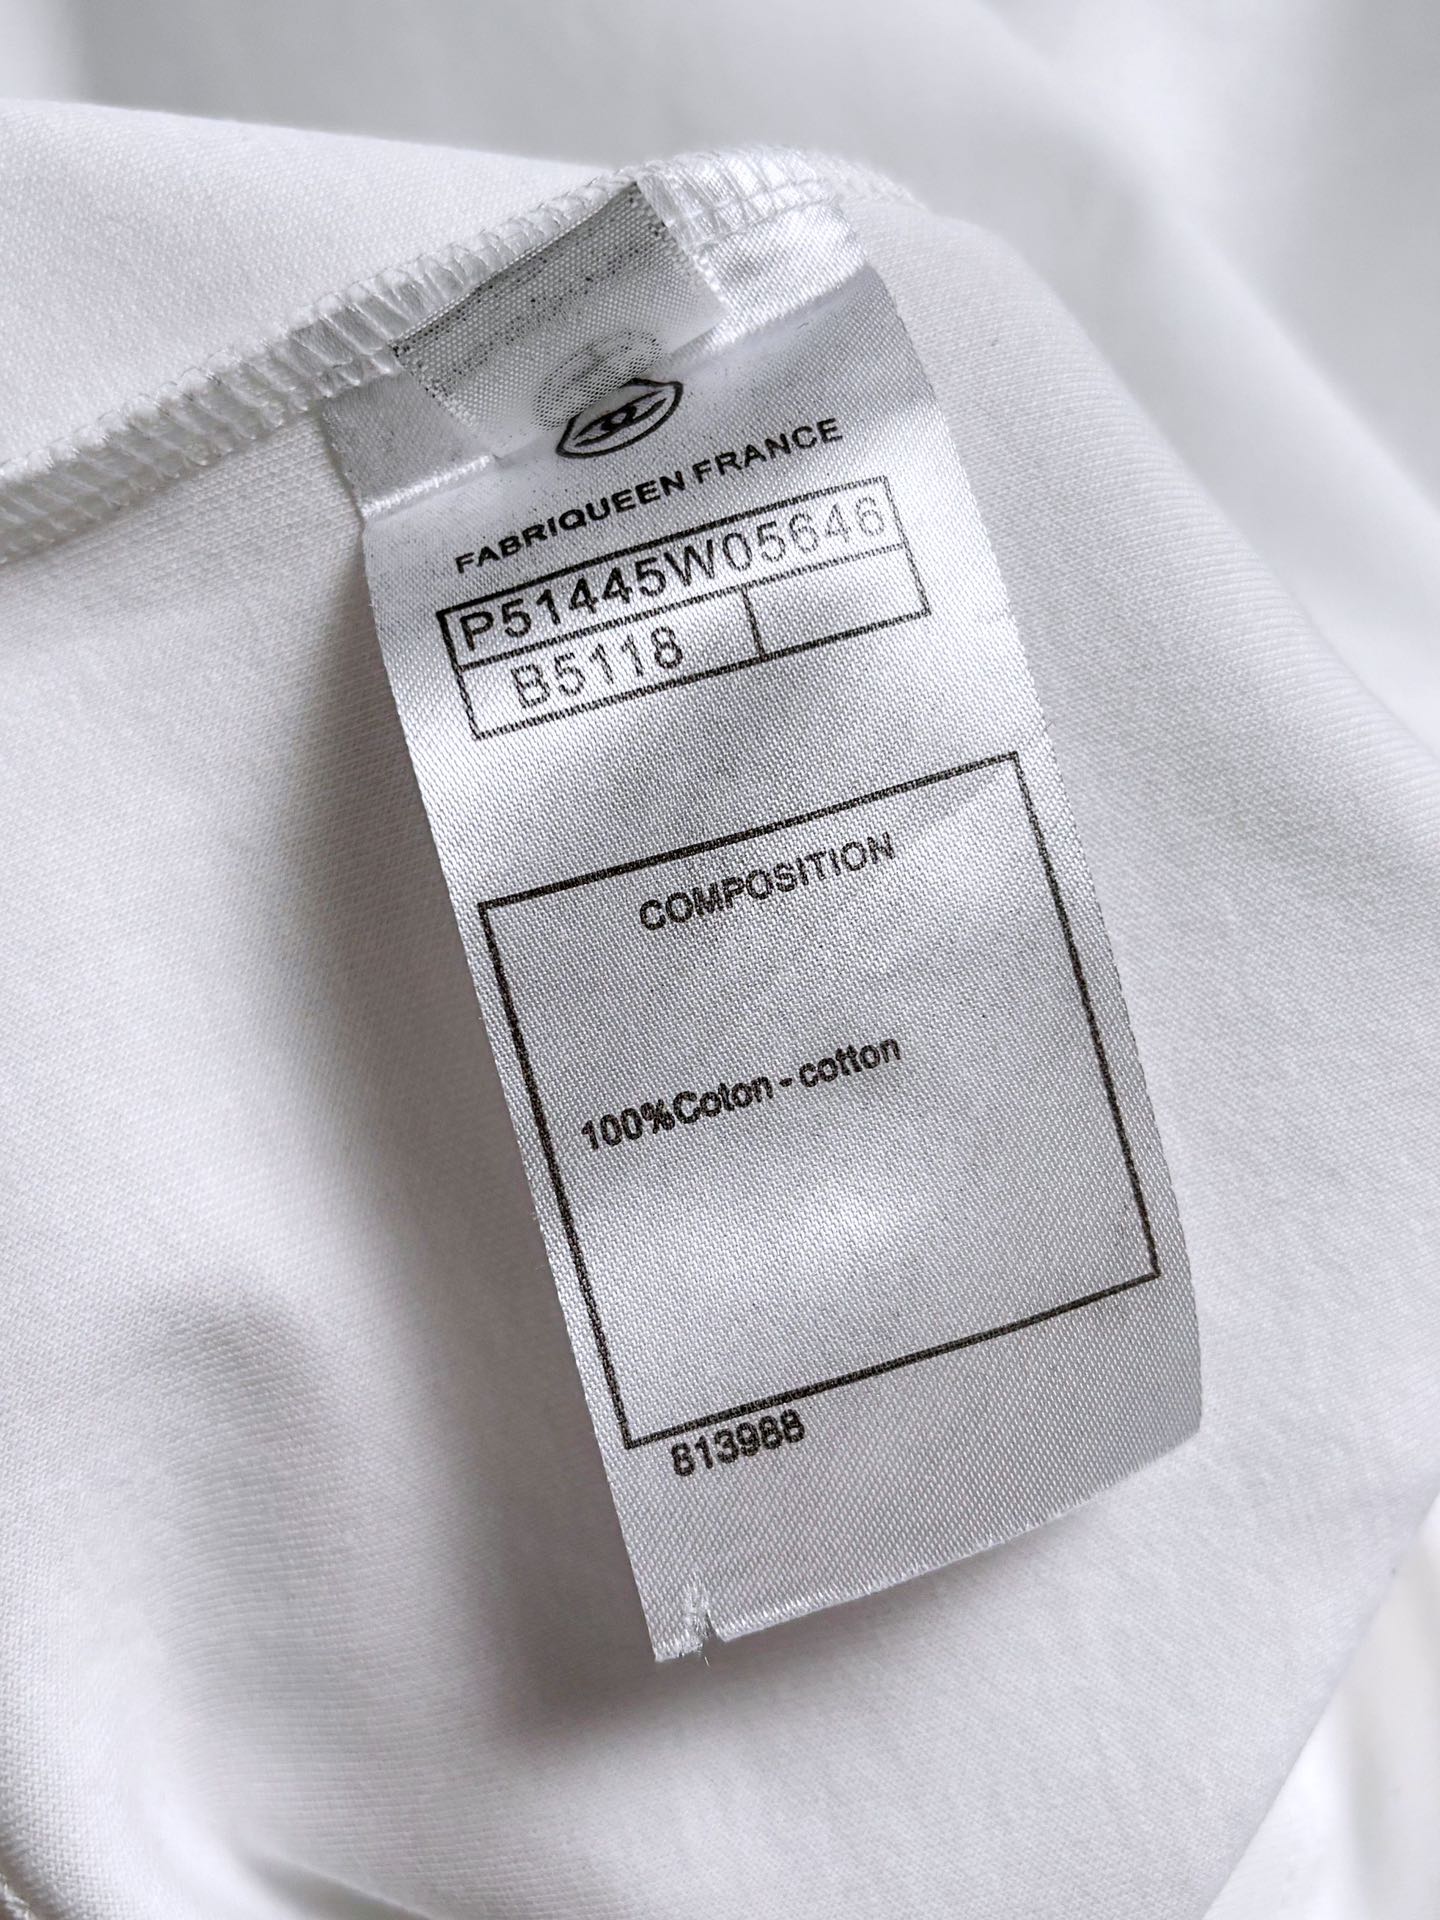 FABRIQUEEN FRANCE
P51445W05646
B5118
COMPOSITION
100%Coton - cotton
813988